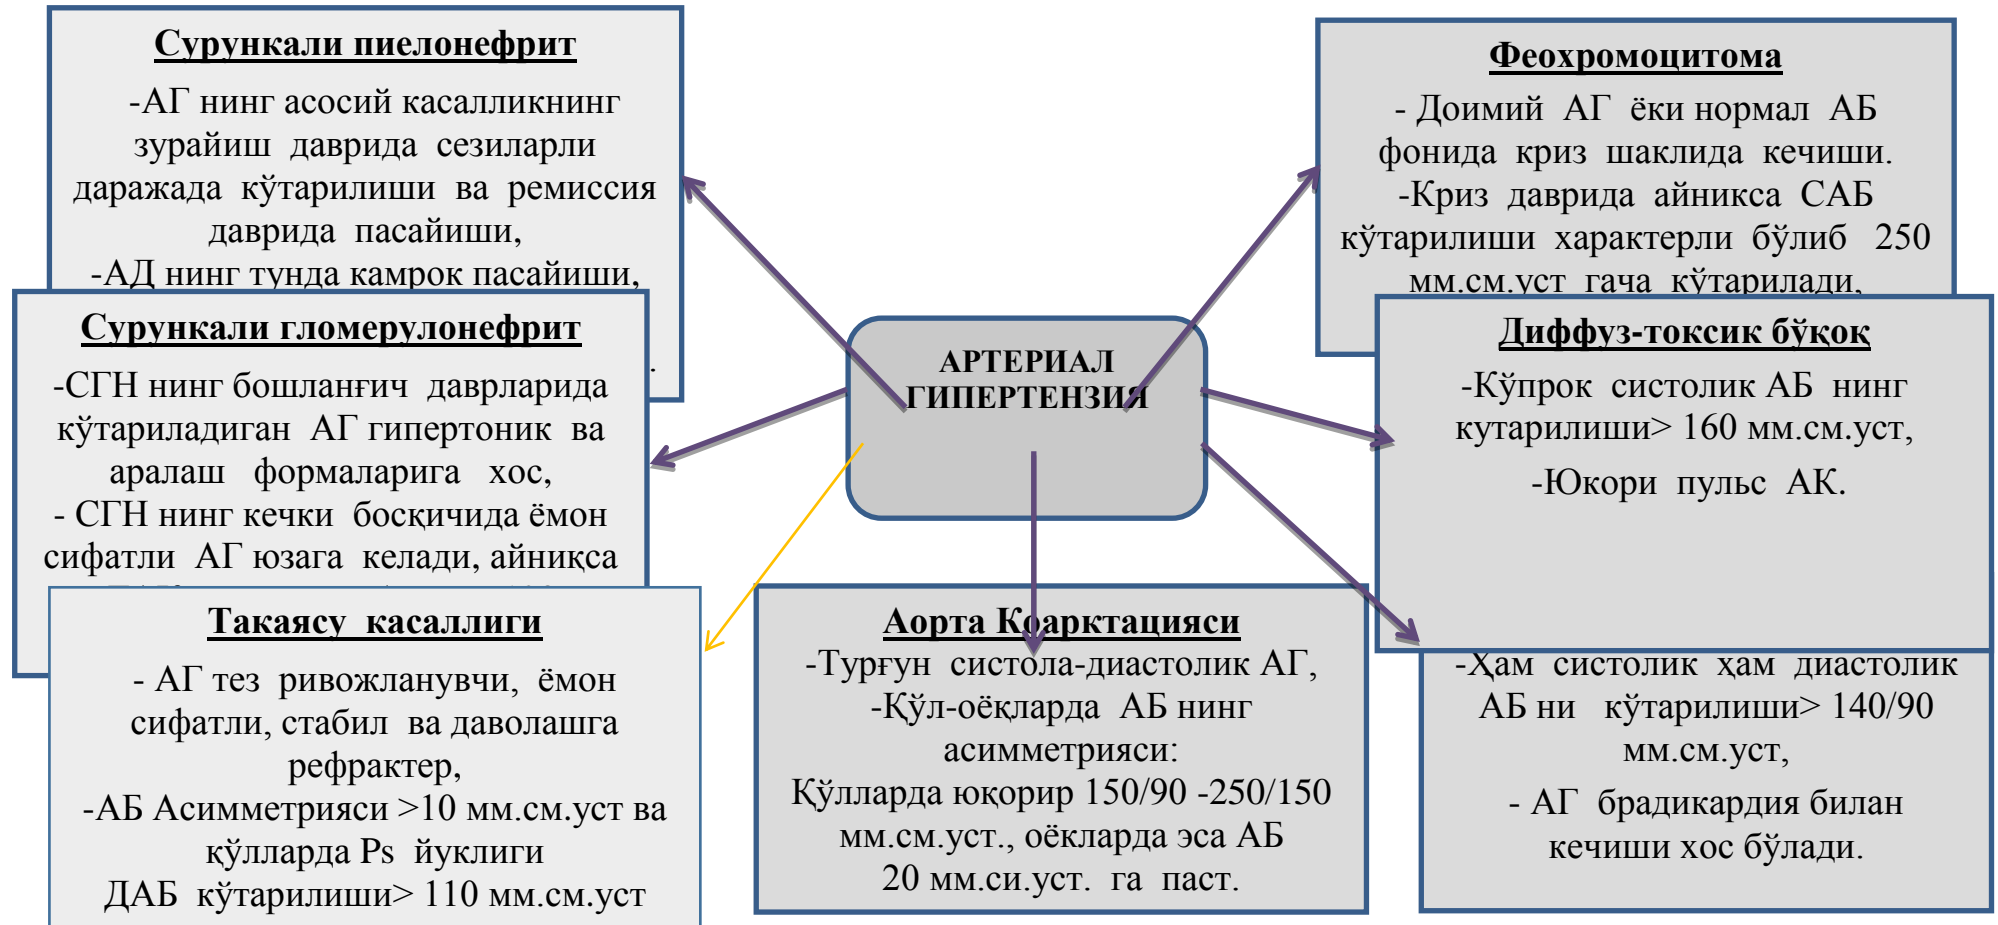 Сурункали пиелонефрит
-АГ нинг асосий касалликнинг
зурайиш даврида сезиларли
даражада кўтарилиши ва ремиссия
даврида пасайиши,
-АД нинг тунда камрок пасайиши,
Сурункали гломерулонефрит
-СГН нинг бошланғич даврларида
кўтариладиган АГ гипертоник ва
аралаш формаларига хос,
- СГН нинг кечки босқичида ёмон
сифатли АГ юзага келади, айниқса
Такаясу касаллиги
- АГ тез ривожланувчи, ёмон
сифатли, стабил ва даволашга
рефрактер,
-АБ Асимметрияси >10 мм.см.уст ва
қўлларда Ps йуклиги
ДАБ кўтарилиши> 110 мм.см.уст
АРТЕРИАЛ
ГИПЕРТЕНЗИЯ
Аорта Коарктацияси
-Турғун систола-диастолик АГ,
-Қўл-оёқларда АБ нинг
асимметрияси:
Қўлларда юқорир 150/90 -250/150
мм.см.уст., оёкларда эса АБ
20 мм.си.уст. га паст.
Феохромоцитома
- Доимий АГ ёки нормал АБ
фонида криз шаклида кечиши.
-Криз даврида айникса САБ
кўтарилиши характерли бўлиб 250
мм.см.уст гача кўтарилади,
Диффуз-токсик бўқоқ
-Кўпрок систолик АБ нинг
кутарилиши> 160 мм.см.уст,
-Юкори пульс АК.
-Ҳам систолик ҳам диастолик
АБ ни кўтарилиши> 140/90
мм.см.уст,
- АГ брадикардия билан
кечиши хос бўлади.